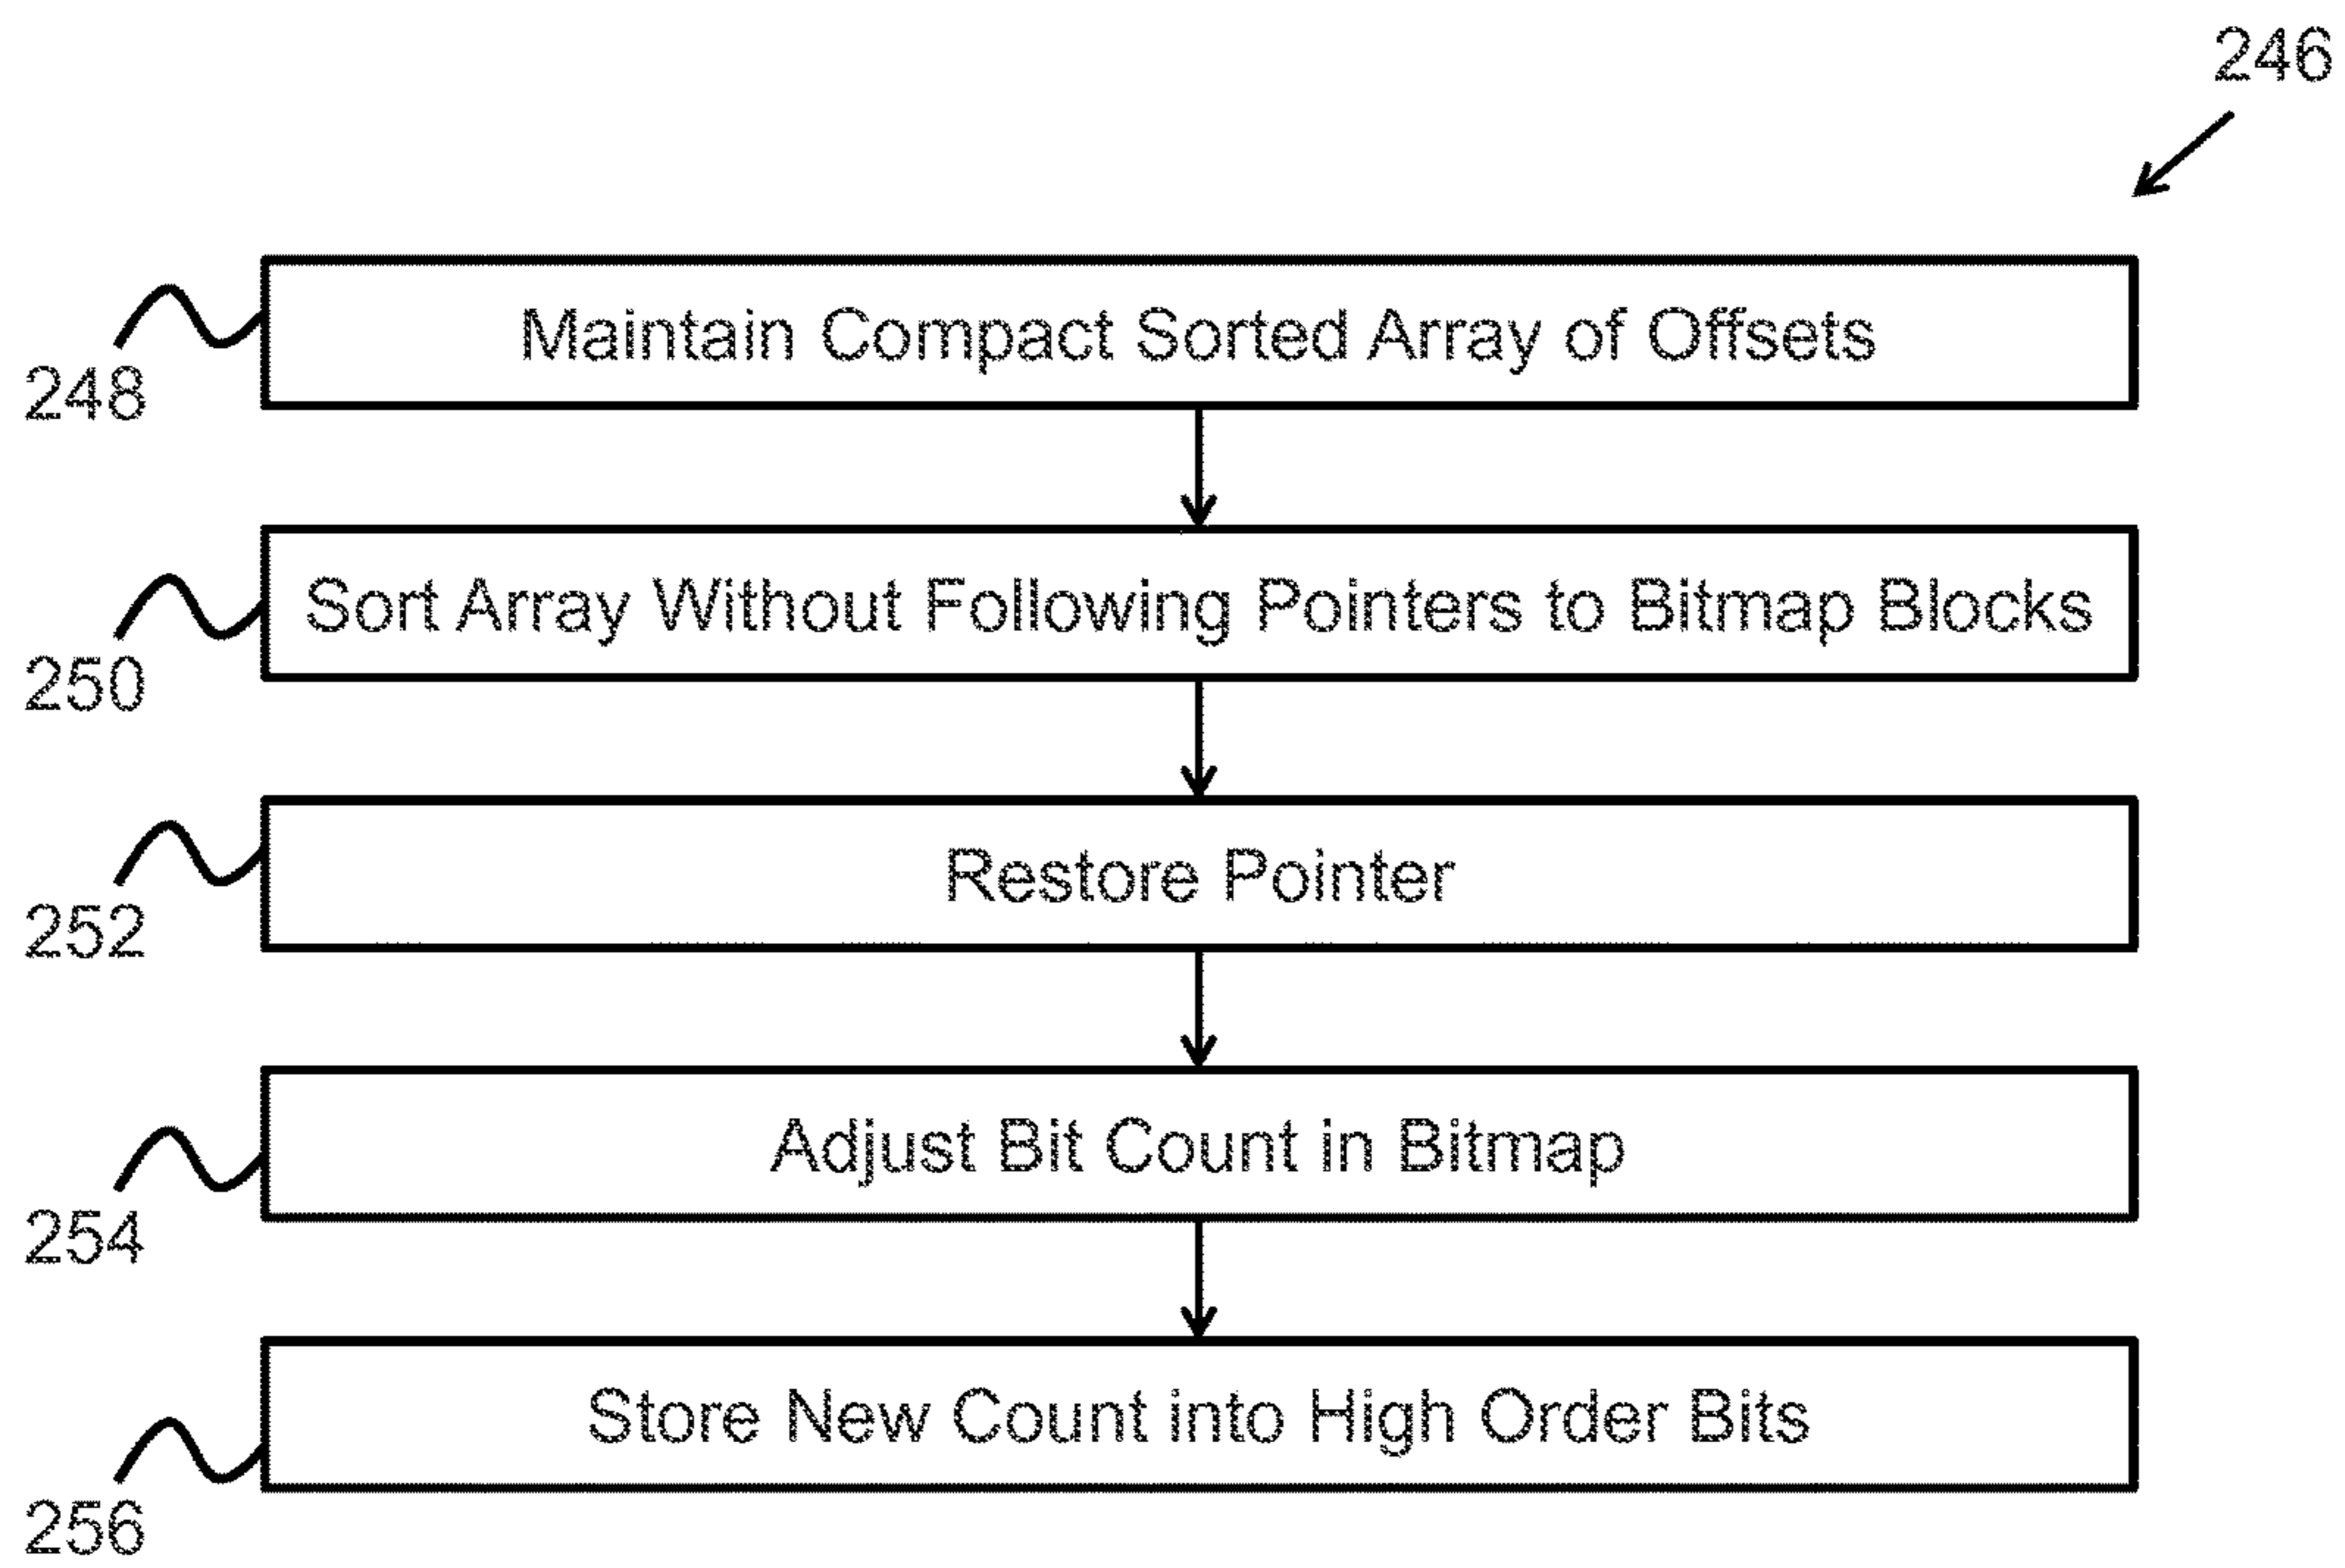 246
Maintain Compact Sorted Array of Offsets
248
Sort Array Without Following Pointers to Bitmap Blocks
250
Restore Pointer
252
Adjust Bit Count in Bitmap
254
Store New Count into High Order Bits
256